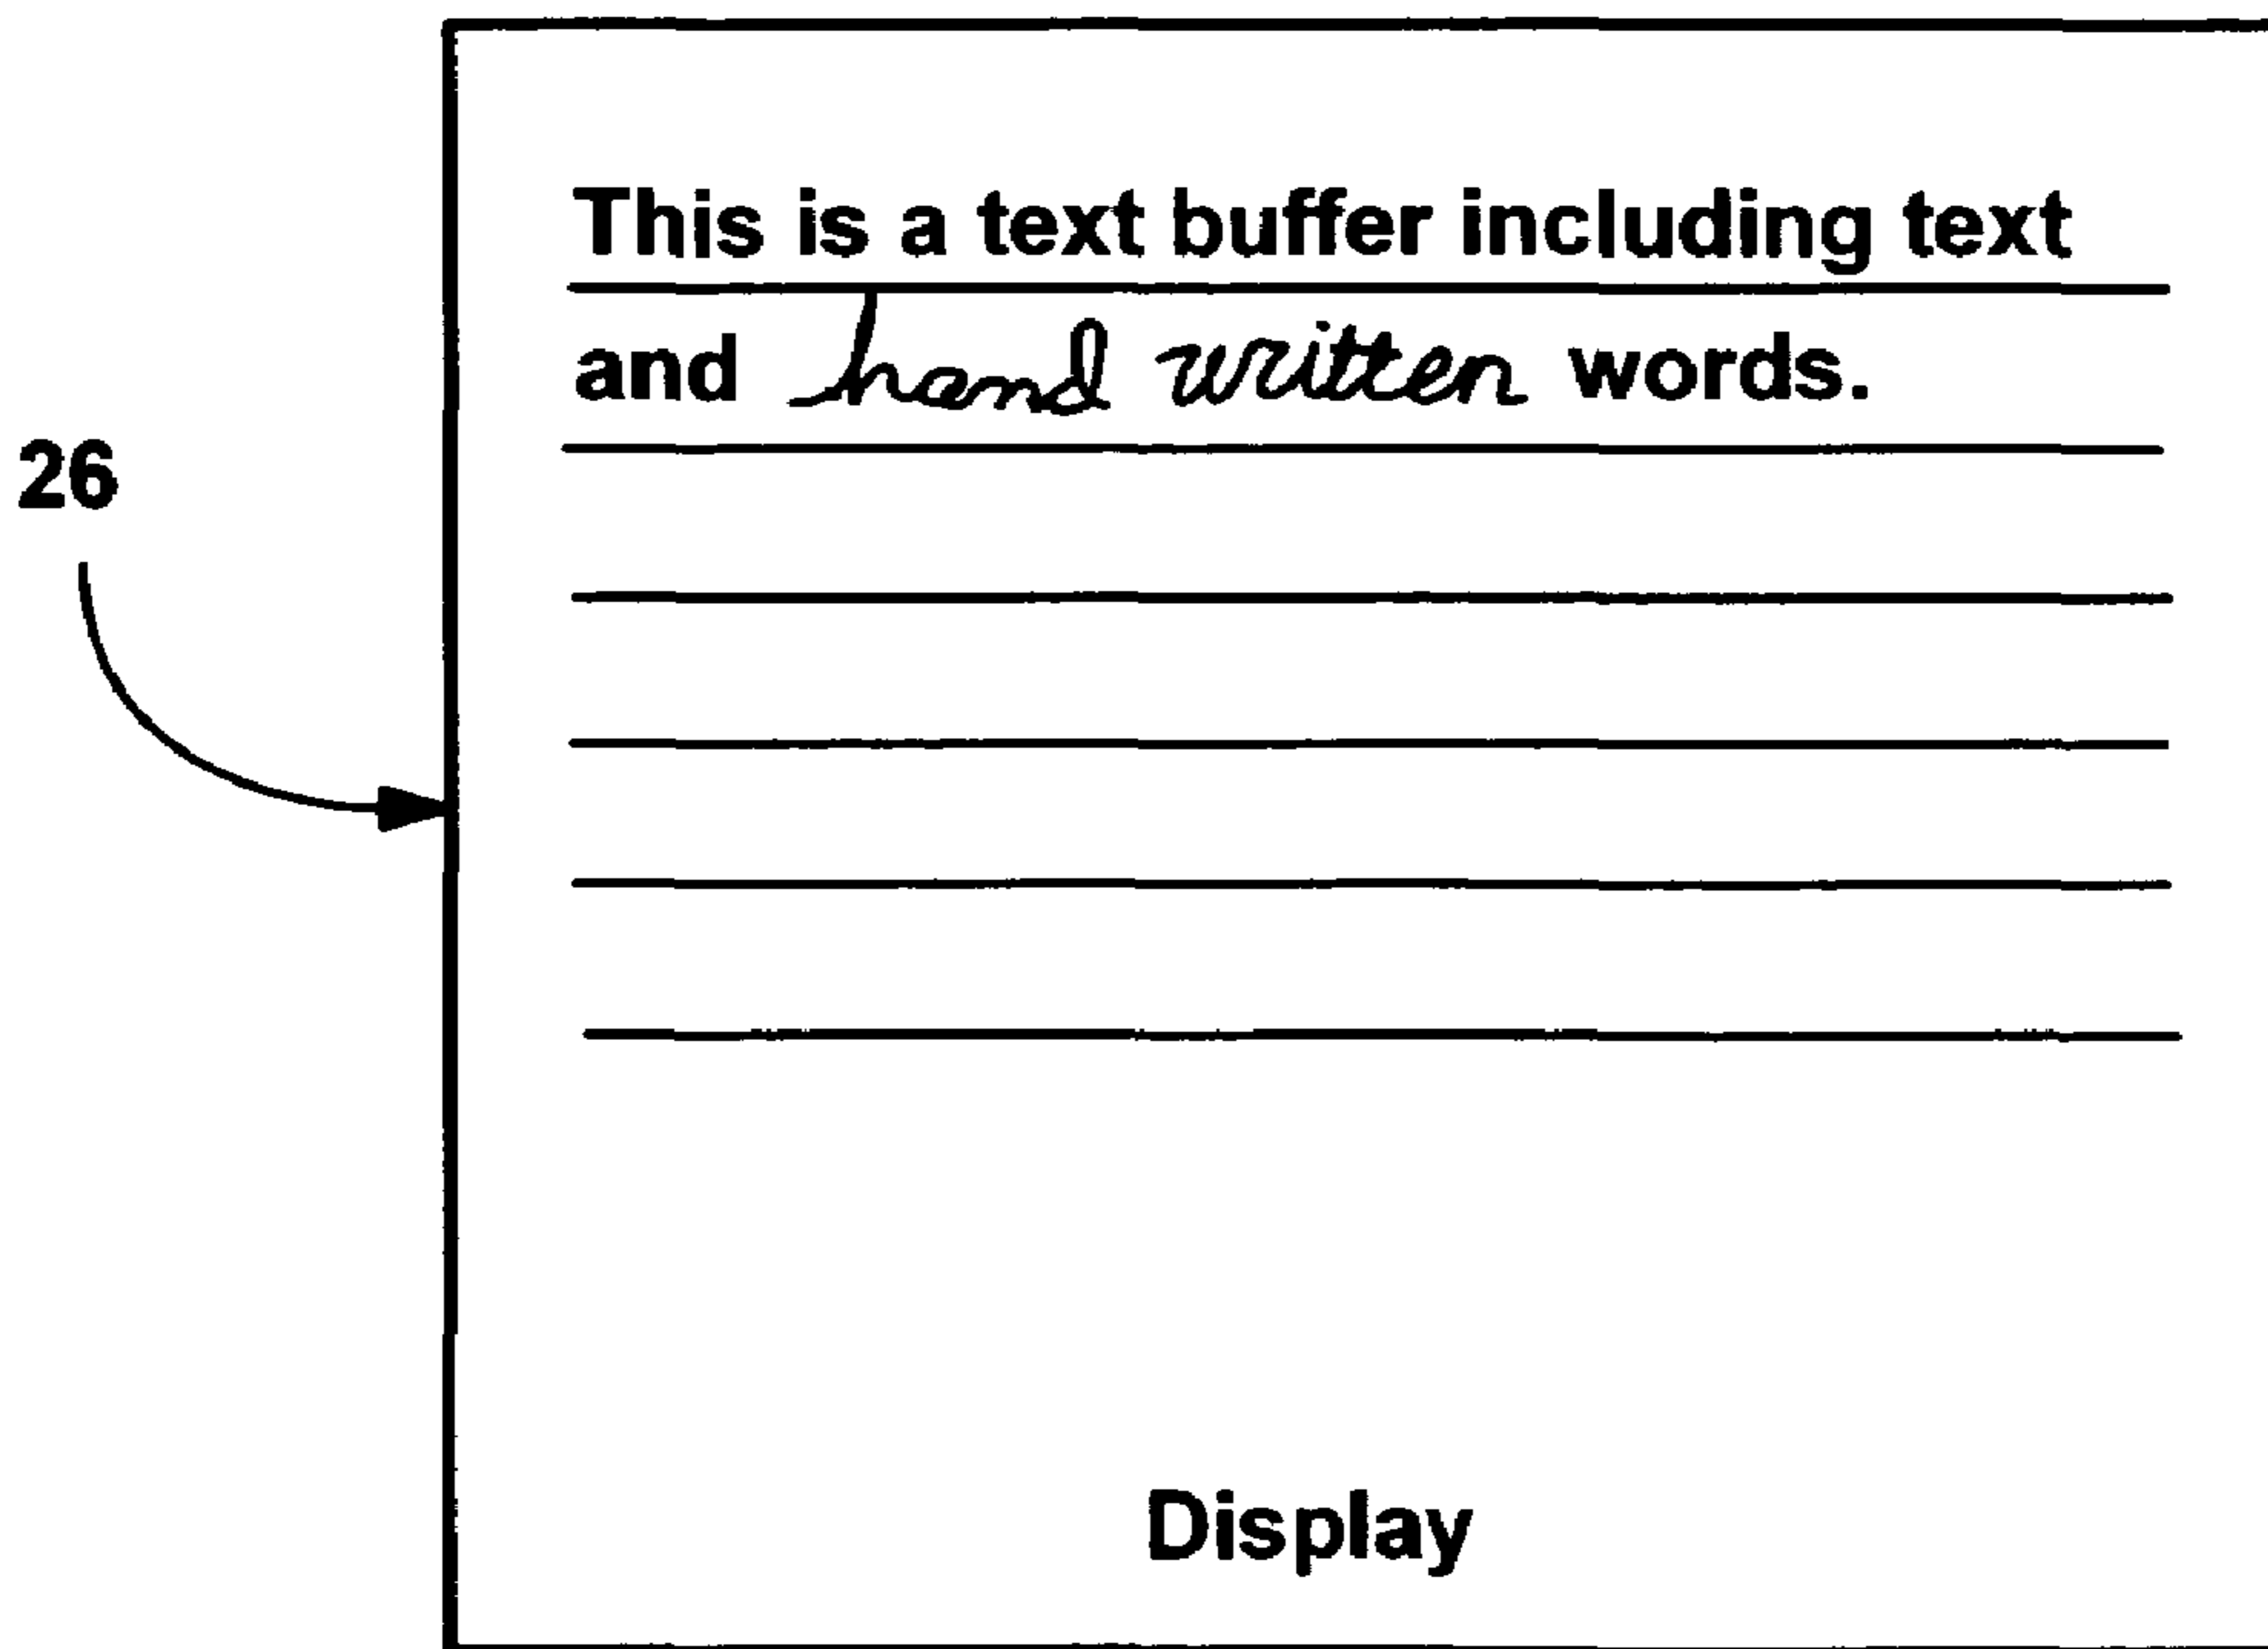 This is a text buffer including text
and hand written words.
26
Display